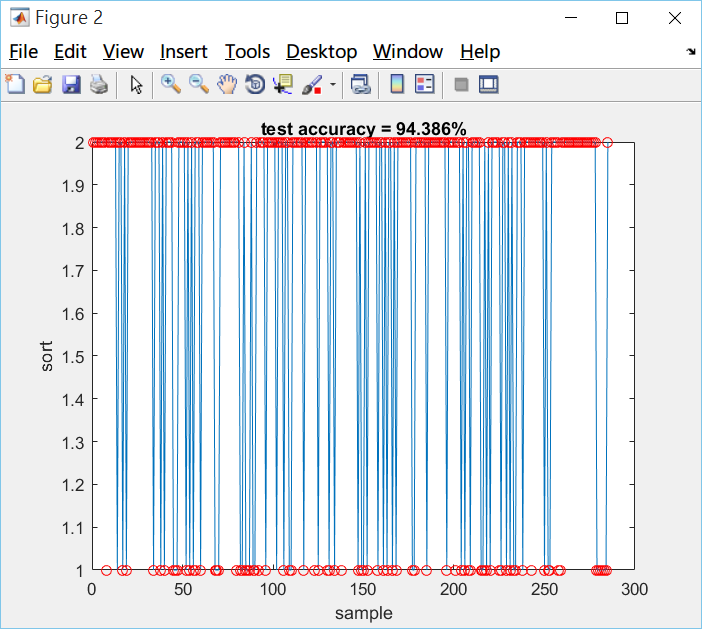 Figure 2
File Edit View Insert Tools Desktop Window Help
test accuracy = 94.386%
2
1.9
1.8
1.7
1.6
1.5
1.4
1.3
1.2
1.1
1
sort
0 50 100 150 200 250 300
sample